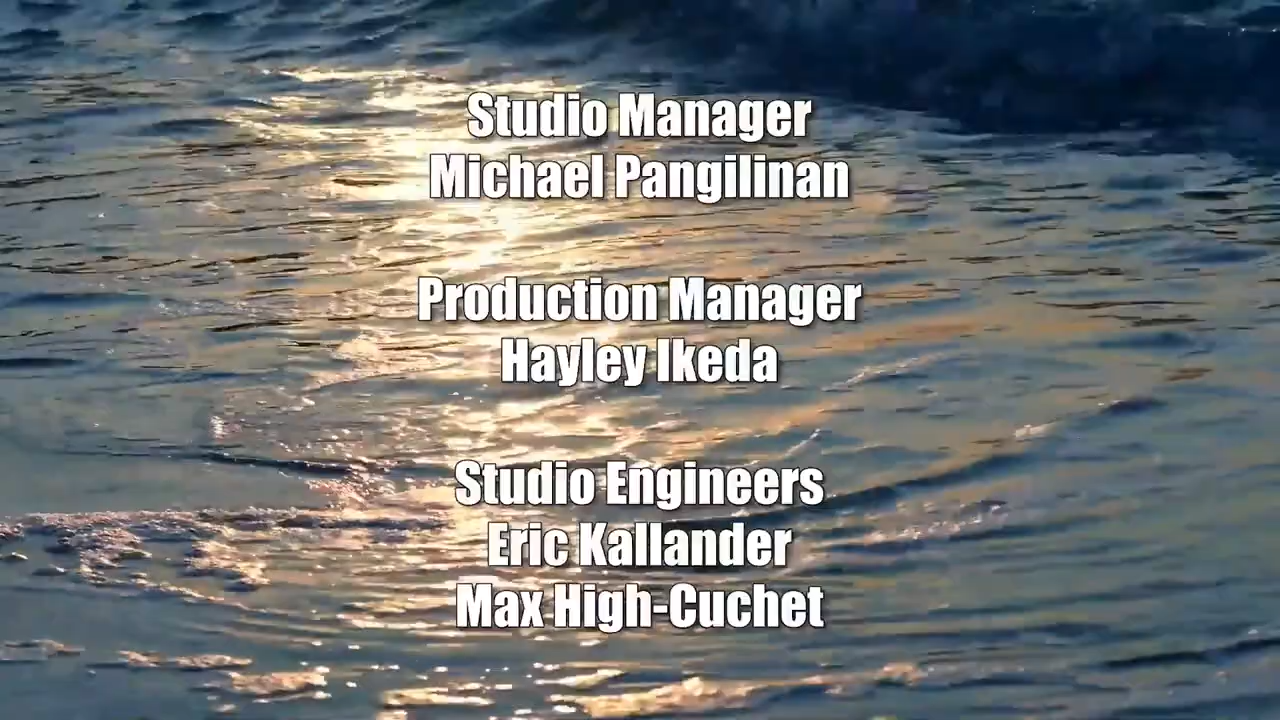 Studio Manager
Michael Pangilinan
Production Manager
Hayley Ikeda
Studio Engineers
Eric Kallander
Max High-Cuchet